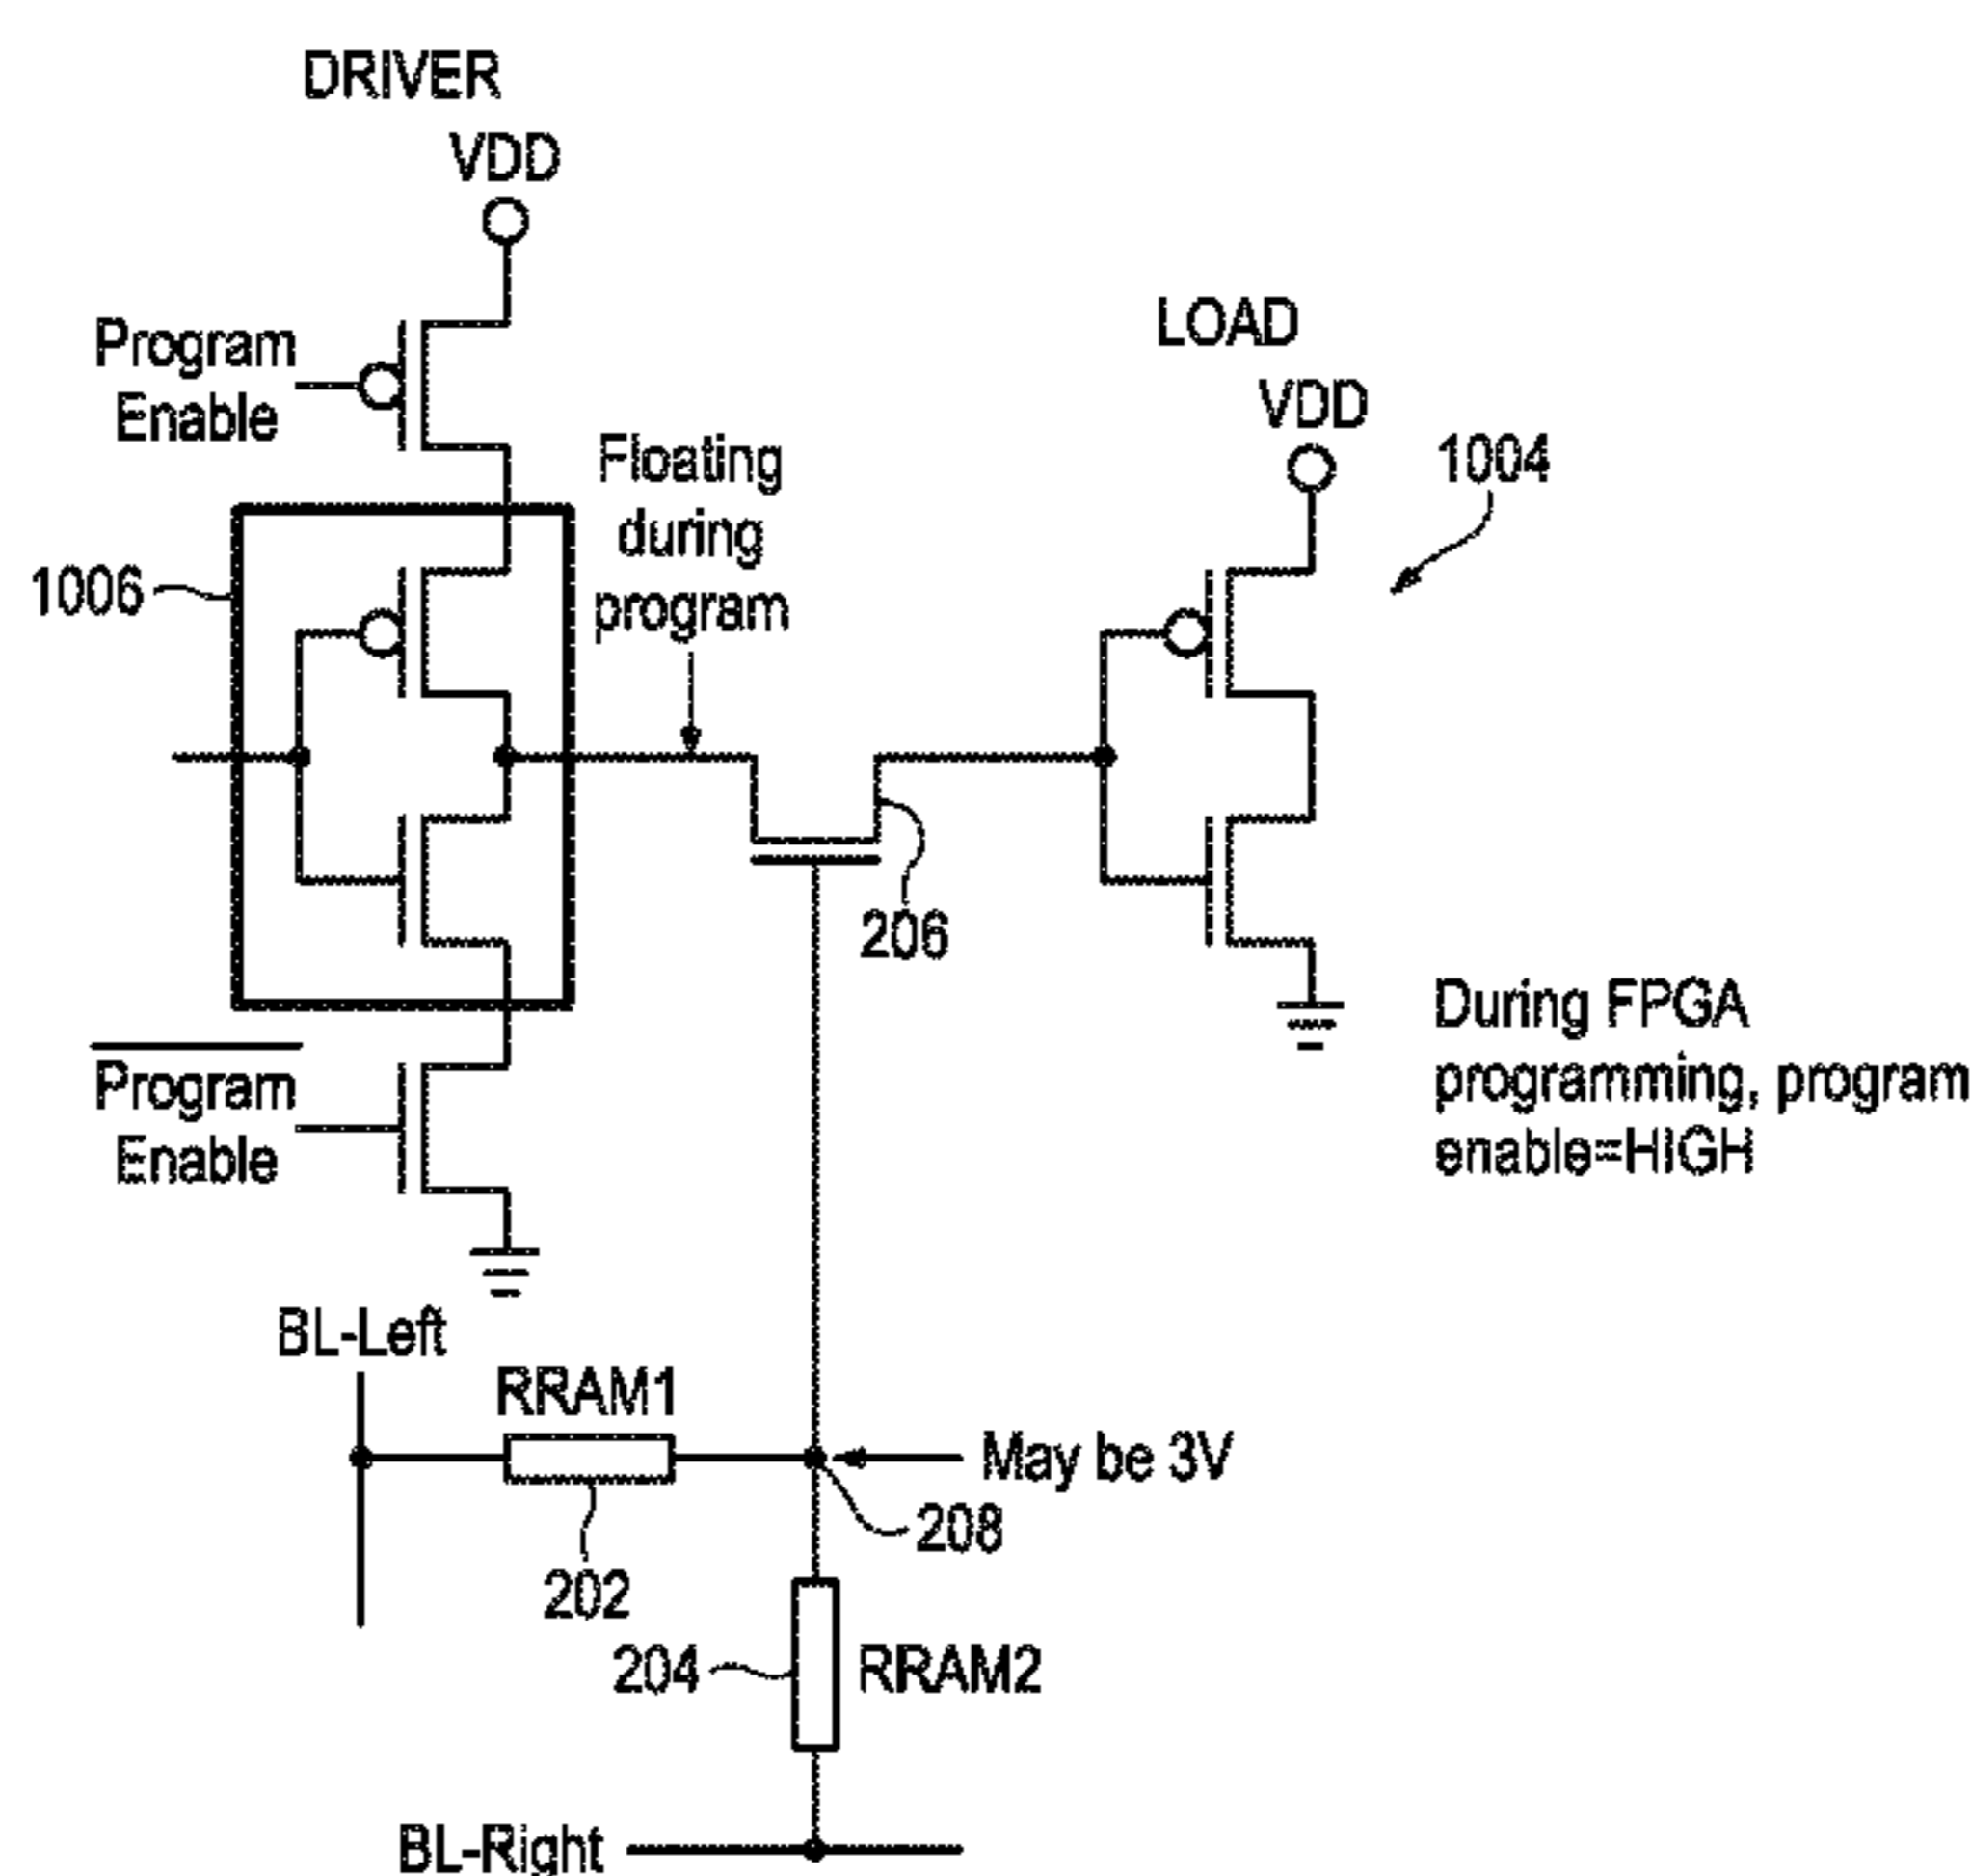 DRIVER
VDD
Program
Enable
LOAD
VDD
1004
Floating
during
program
1006
206
Program
Enable
During FPGA
programming, program
enable=HIGH
BL-Left
RRAM1
May be 3V
208
202
204
RRAM2
BL-Right